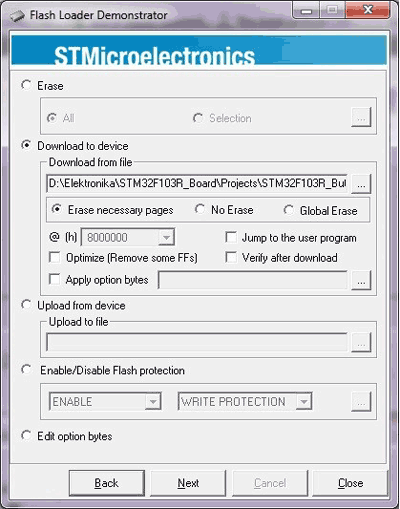 Flash Loader Demonstrator
STMicroelectronics
Erase
All Selection ...
Download to device
Download from file
D:\Elektronika\STM32F103R_Board\Projects\STM32F103R_But ...
Erase necessary pages No Erase Global Erase
@ (h) 8000000 Jump to the user program
Optimize (Remove some FFs) Verify after download
Apply option bytes ...
Upload from device
Upload to file
...
Enable/Disable Flash protection
ENABLE WRITE PROTECTION ...
Edit option bytes
Back Next Cancel Close